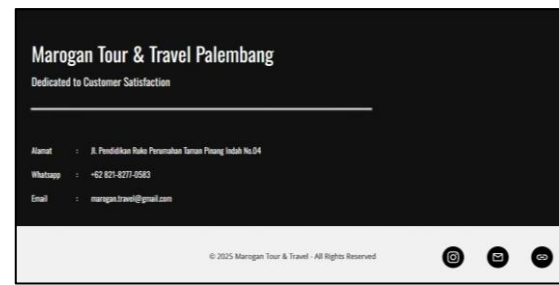 Marogan Tour & Travel Palembang
Dedicated to Customer Satisfaction
Alamat : Jl. Pendidikan Ruko Perumahan Taman Pinang Indah No.04
Whatsapp : +62 821-8277-0583
Email : marogan.travel@gmail.com
© 2025 Marogan Tour & Travel - All Rights Reserved